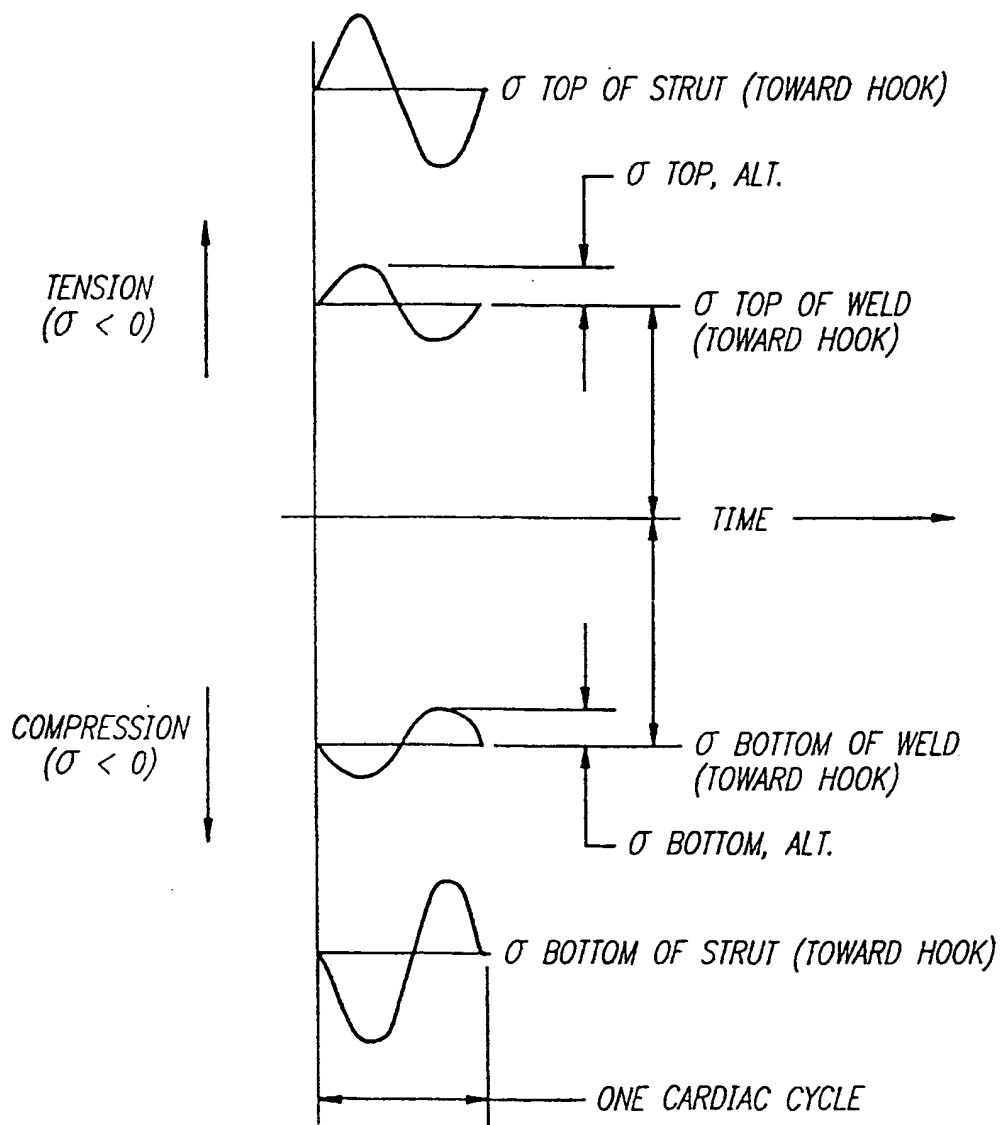 σ TOP OF STRUT (TOWARD HOOK)
σ TOP, ALT.
TENSION
(σ < 0)
σ TOP OF WELD
(TOWARD HOOK)
TIME
COMPRESSION
(σ < 0)
σ BOTTOM OF WELD
(TOWARD HOOK)
σ BOTTOM, ALT.
σ BOTTOM OF STRUT (TOWARD HOOK)
ONE CARDIAC CYCLE